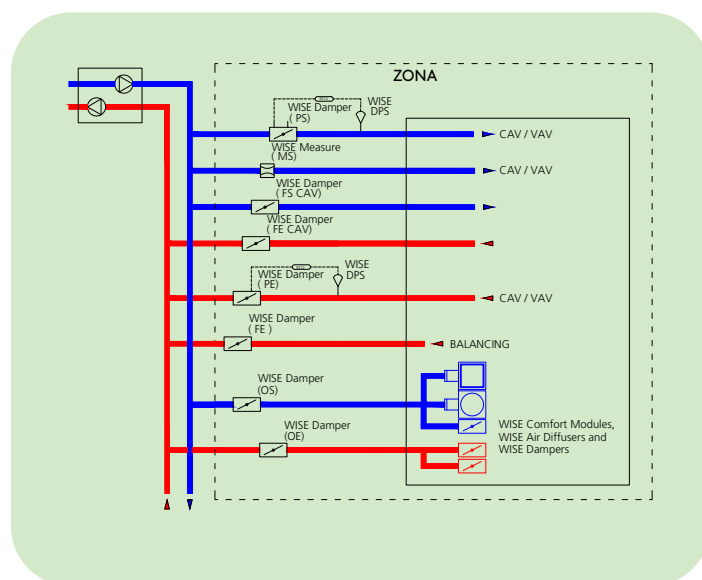 ZONA
WISE Damper
( PS)
WISE
DPS
CAV / VAV
WISE Measure
( MS)
CAV / VAV
WISE Damper
( FS CAV)
WISE Damper
( FE CAV)
WISE Damper
( PE)
WISE
DPS
CAV / VAV
WISE Damper
( FE )
BALANCING
WISE Damper
(OS)
WISE Comfort Modules,
WISE Air Diffusers and
WISE Dampers
WISE Damper
(OE)